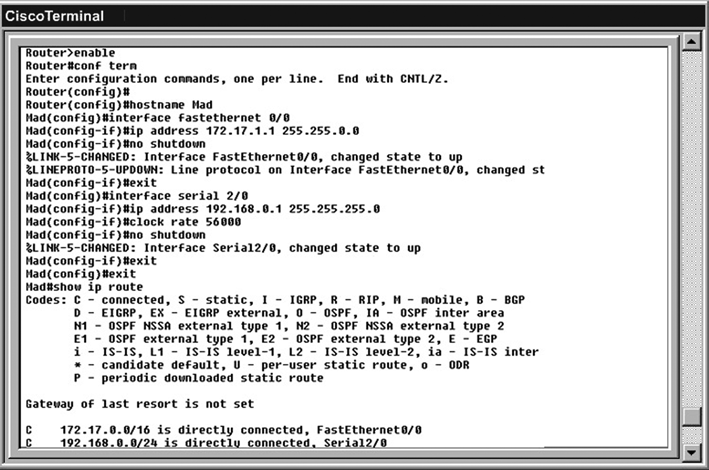 CiscoTerminal
Router>enable
Router#conf term
Enter configuration commands, one per line.  End with CNTL/Z.
Router(config)#
Router(config)#hostname Mad
Mad(config)#interface fastethernet 0/0
Mad(config-if)#ip address 172.17.1.1 255.255.0.0
Mad(config-if)#no shutdown
%LINK-5-CHANGED: Interface FastEthernet0/0, changed state to up
%LINEPROTO-5-UPDOWN: Line protocol on Interface FastEthernet0/0, changed st
Mad(config-if)#exit
Mad(config)#interface serial 2/0
Mad(config-if)#ip address 192.168.0.1 255.255.255.0
Mad(config-if)#clock rate 56000
Mad(config-if)#no shutdown
%LINK-5-CHANGED: Interface Serial2/0, changed state to up
Mad(config-if)#exit
Mad(config)#exit
Mad#show ip route
Codes: C - connected, S - static, I - IGRP, R - RIP, M - mobile, B - BGP
D - EIGRP, EX - EIGRP external, O - OSPF, IA - OSPF inter area
N1 - OSPF NSSA external type 1, N2 - OSPF NSSA external type 2
E1 - OSPF external type 1, E2 - OSPF external type 2, E - EGP
i - IS-IS, L1 - IS-IS level-1, L2 - IS-IS level-2, ia - IS-IS inter
* - candidate default, U - per-user static route, o - ODR
P - periodic downloaded static route
Gateway of last resort is not set
C    172.17.0.0/16 is directly connected, FastEthernet0/0
C    192.168.0.0/24 is directly connected, Serial2/0